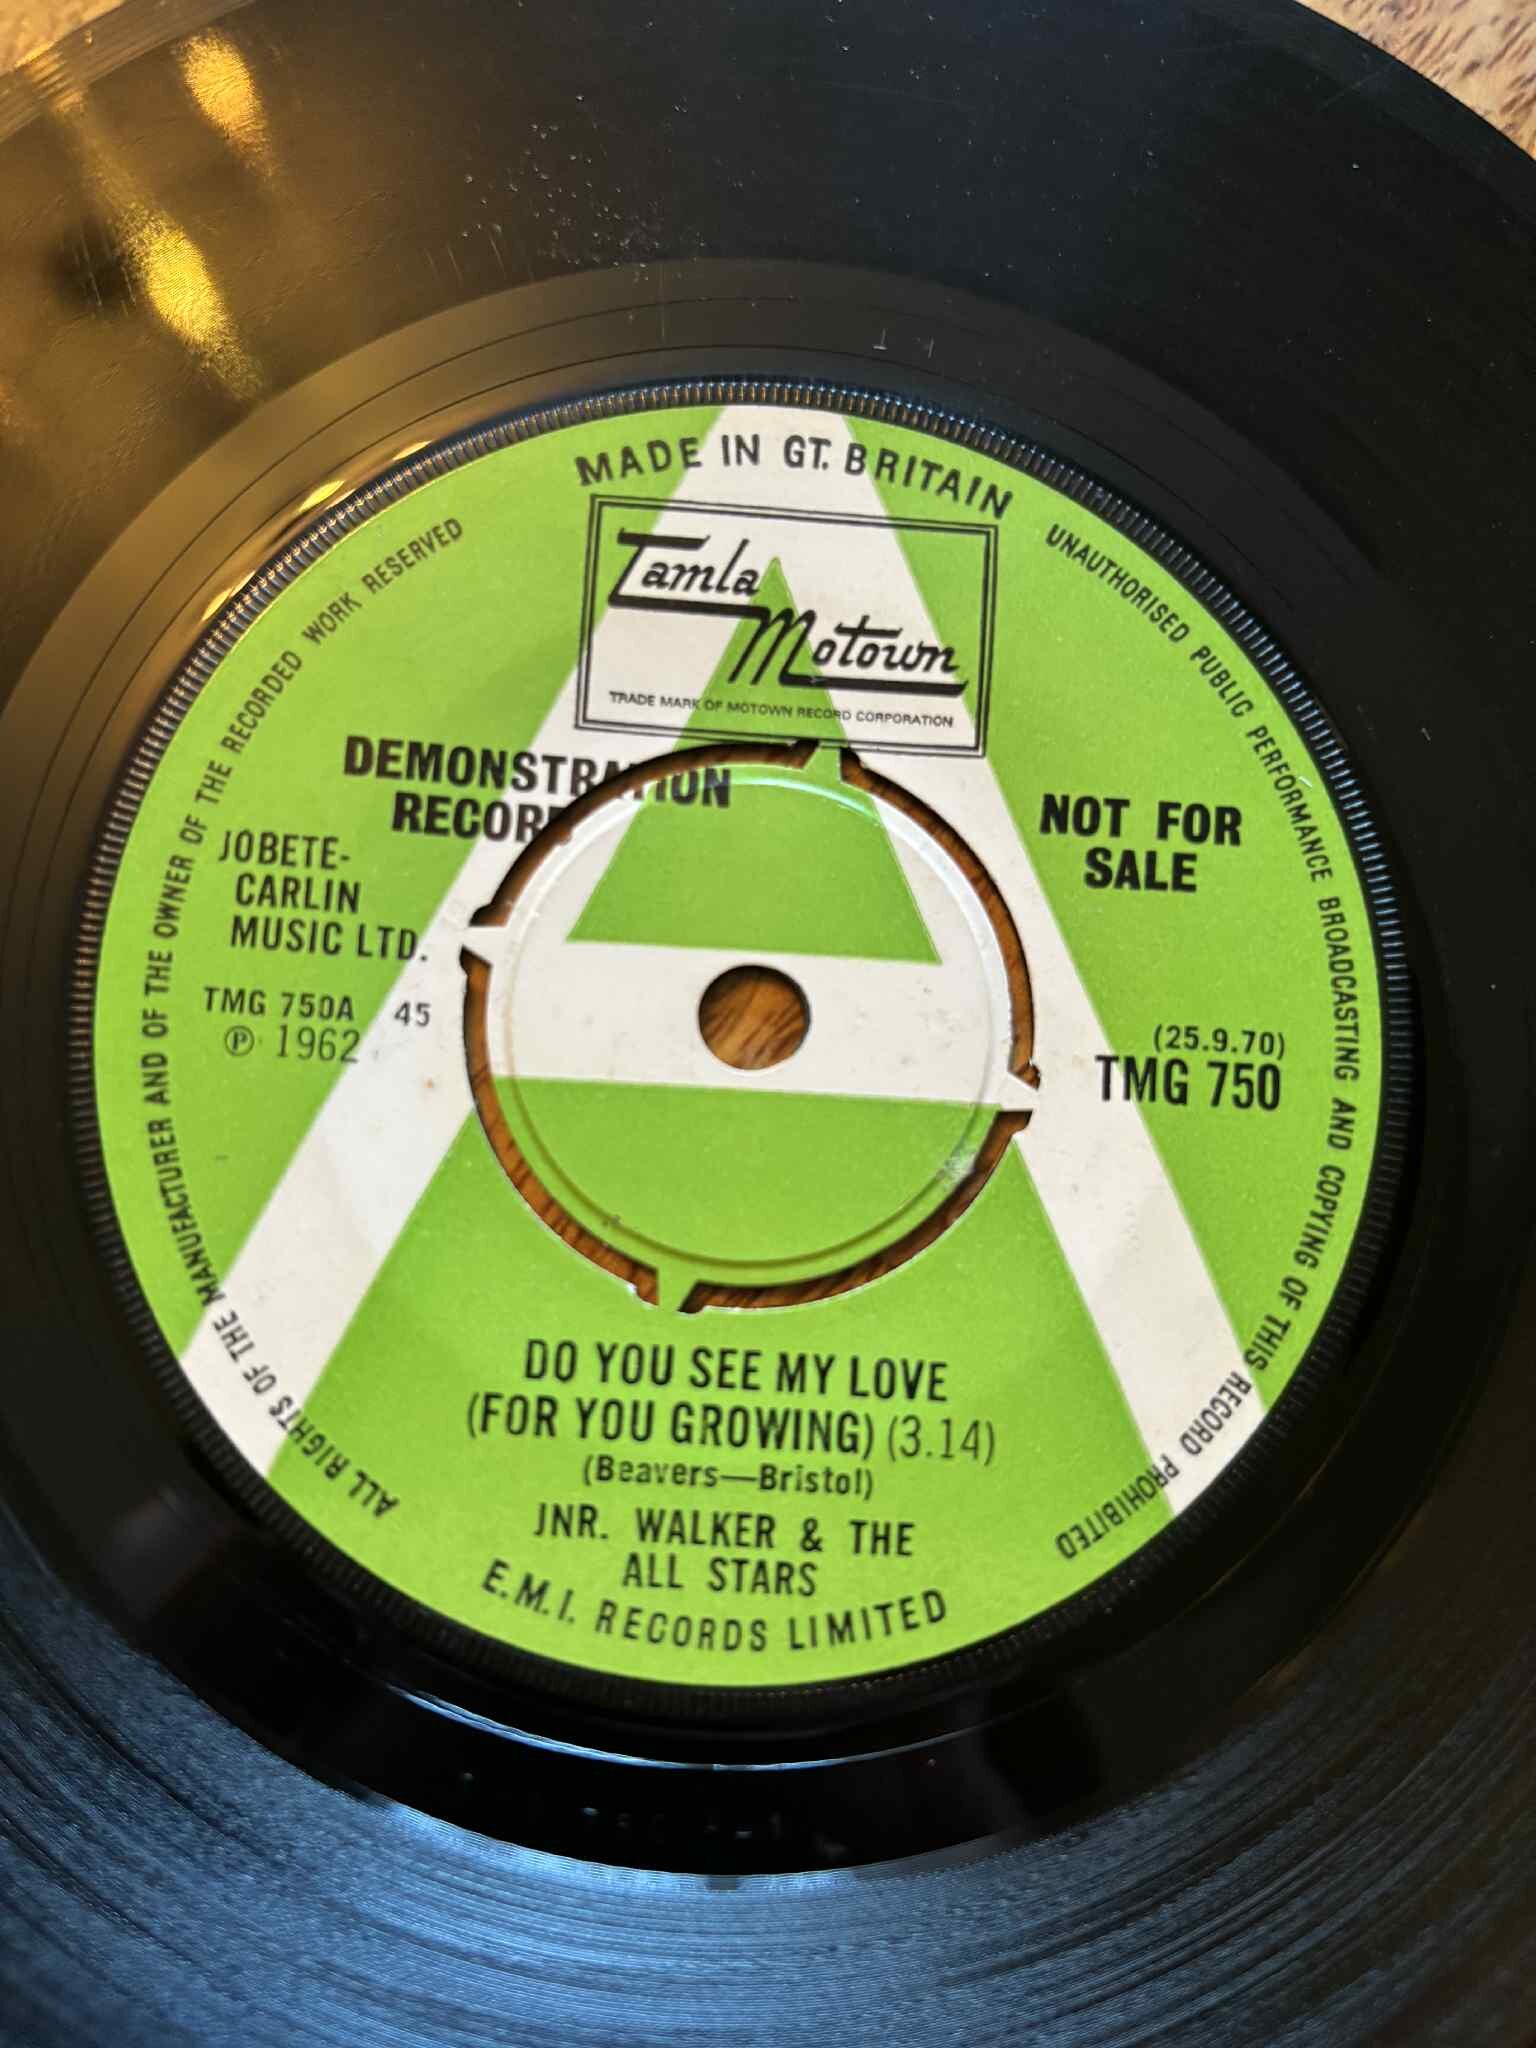 MADE IN GT. BRITAIN
Tamla
Motown
TRADE MARK OF MOTOWN RECORD CORPORATION
ALL RIGHTS OF THE MANUFACTURER AND OF THE OWNER OF THE RECORDED WORK RESERVED
UNAUTHORISED PUBLIC PERFORMANCE BROADCASTING AND COPYING OF THIS RECORD PROHIBITED
DEMONSTRATION
RECORD
NOT FOR
SALE
JOBETE-
CARLIN
MUSIC LTD.
TMG 750A 45
℗ 1962
(25.9.70)
TMG 750
DO YOU SEE MY LOVE
(FOR YOU GROWING) (3.14)
(Beavers—Bristol)
JNR. WALKER & THE
ALL STARS
E.M.I. RECORDS LIMITED